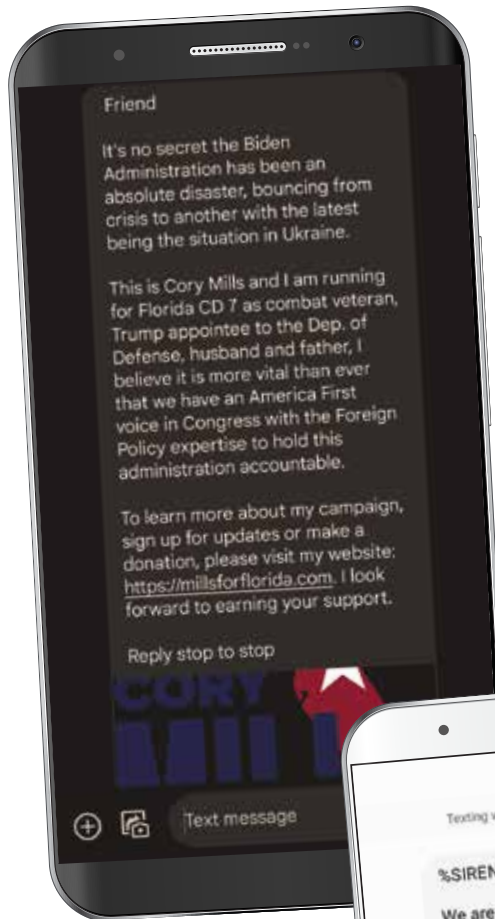 Friend
It's no secret the Biden
Administration has been an
absolute disaster, bouncing from
crisis to another with the latest
being the situation in Ukraine.
This is Cory Mills and I am running
for Florida CD 7 as combat veteran,
Trump appointee to the Dep. of
Defense, husband and father, I
believe it is more vital than ever
that we have an America First
voice in Congress with the Foreign
Policy expertise to hold this
administration accountable.
To learn more about my campaign,
sign up for updates or make a
donation, please visit my website:
https://millsforflorida.com. I look
forward to earning your support.
Reply stop to stop
CORY
Text message
Texting
%SIREN
We are